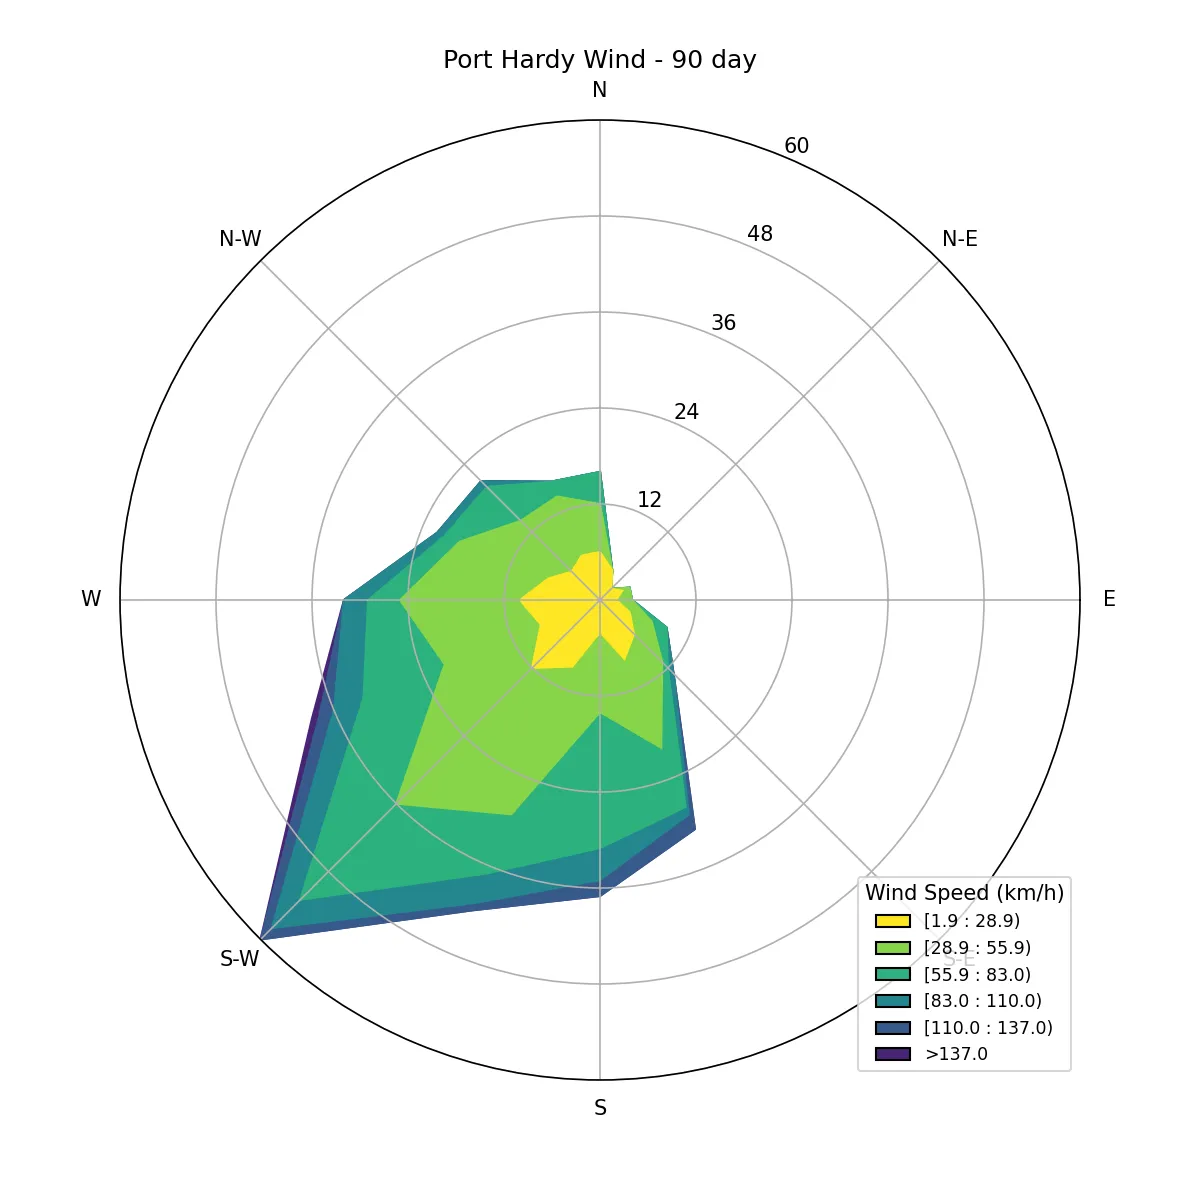 Port Hardy Wind - 90 day
N
60
48
N-W
N-E
36
24
12
W
E
Wind Speed (km/h)
[1.9 : 28.9)
[28.9 : 55.9)
S-W
S-E
[55.9 : 83.0)
[83.0 : 110.0)
[110.0 : 137.0)
>137.0
S